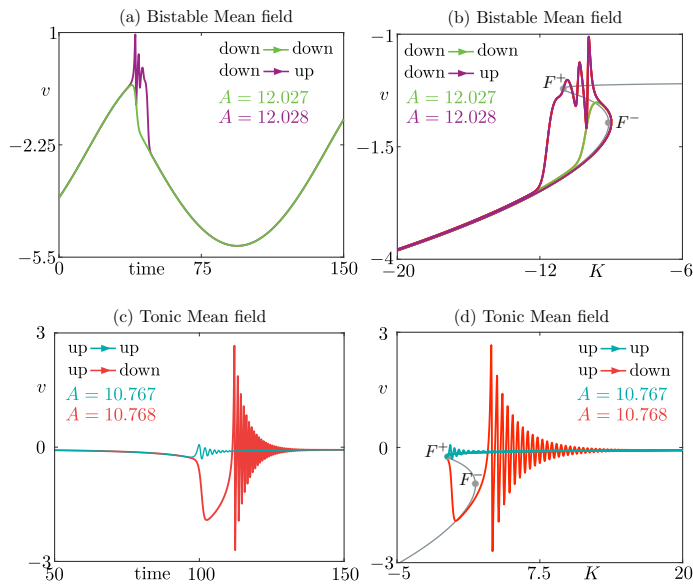 (a) Bistable Mean field
1
v
−2.25
−5.5
0
time
75
150
down → down
down → up
A = 12.027
A = 12.028
(b) Bistable Mean field
−1
v
−1.5
−4
−20
−12
K
−6
down → down
down → up
A = 12.027
A = 12.028
F+
F−
(c) Tonic Mean field
3
v
0
−3
50
time
100
150
up → up
up → down
A = 10.767
A = 10.768
(d) Tonic Mean field
3
v
0
−3
−5
7.5
K
20
up → up
up → down
A = 10.767
A = 10.768
F+
F−